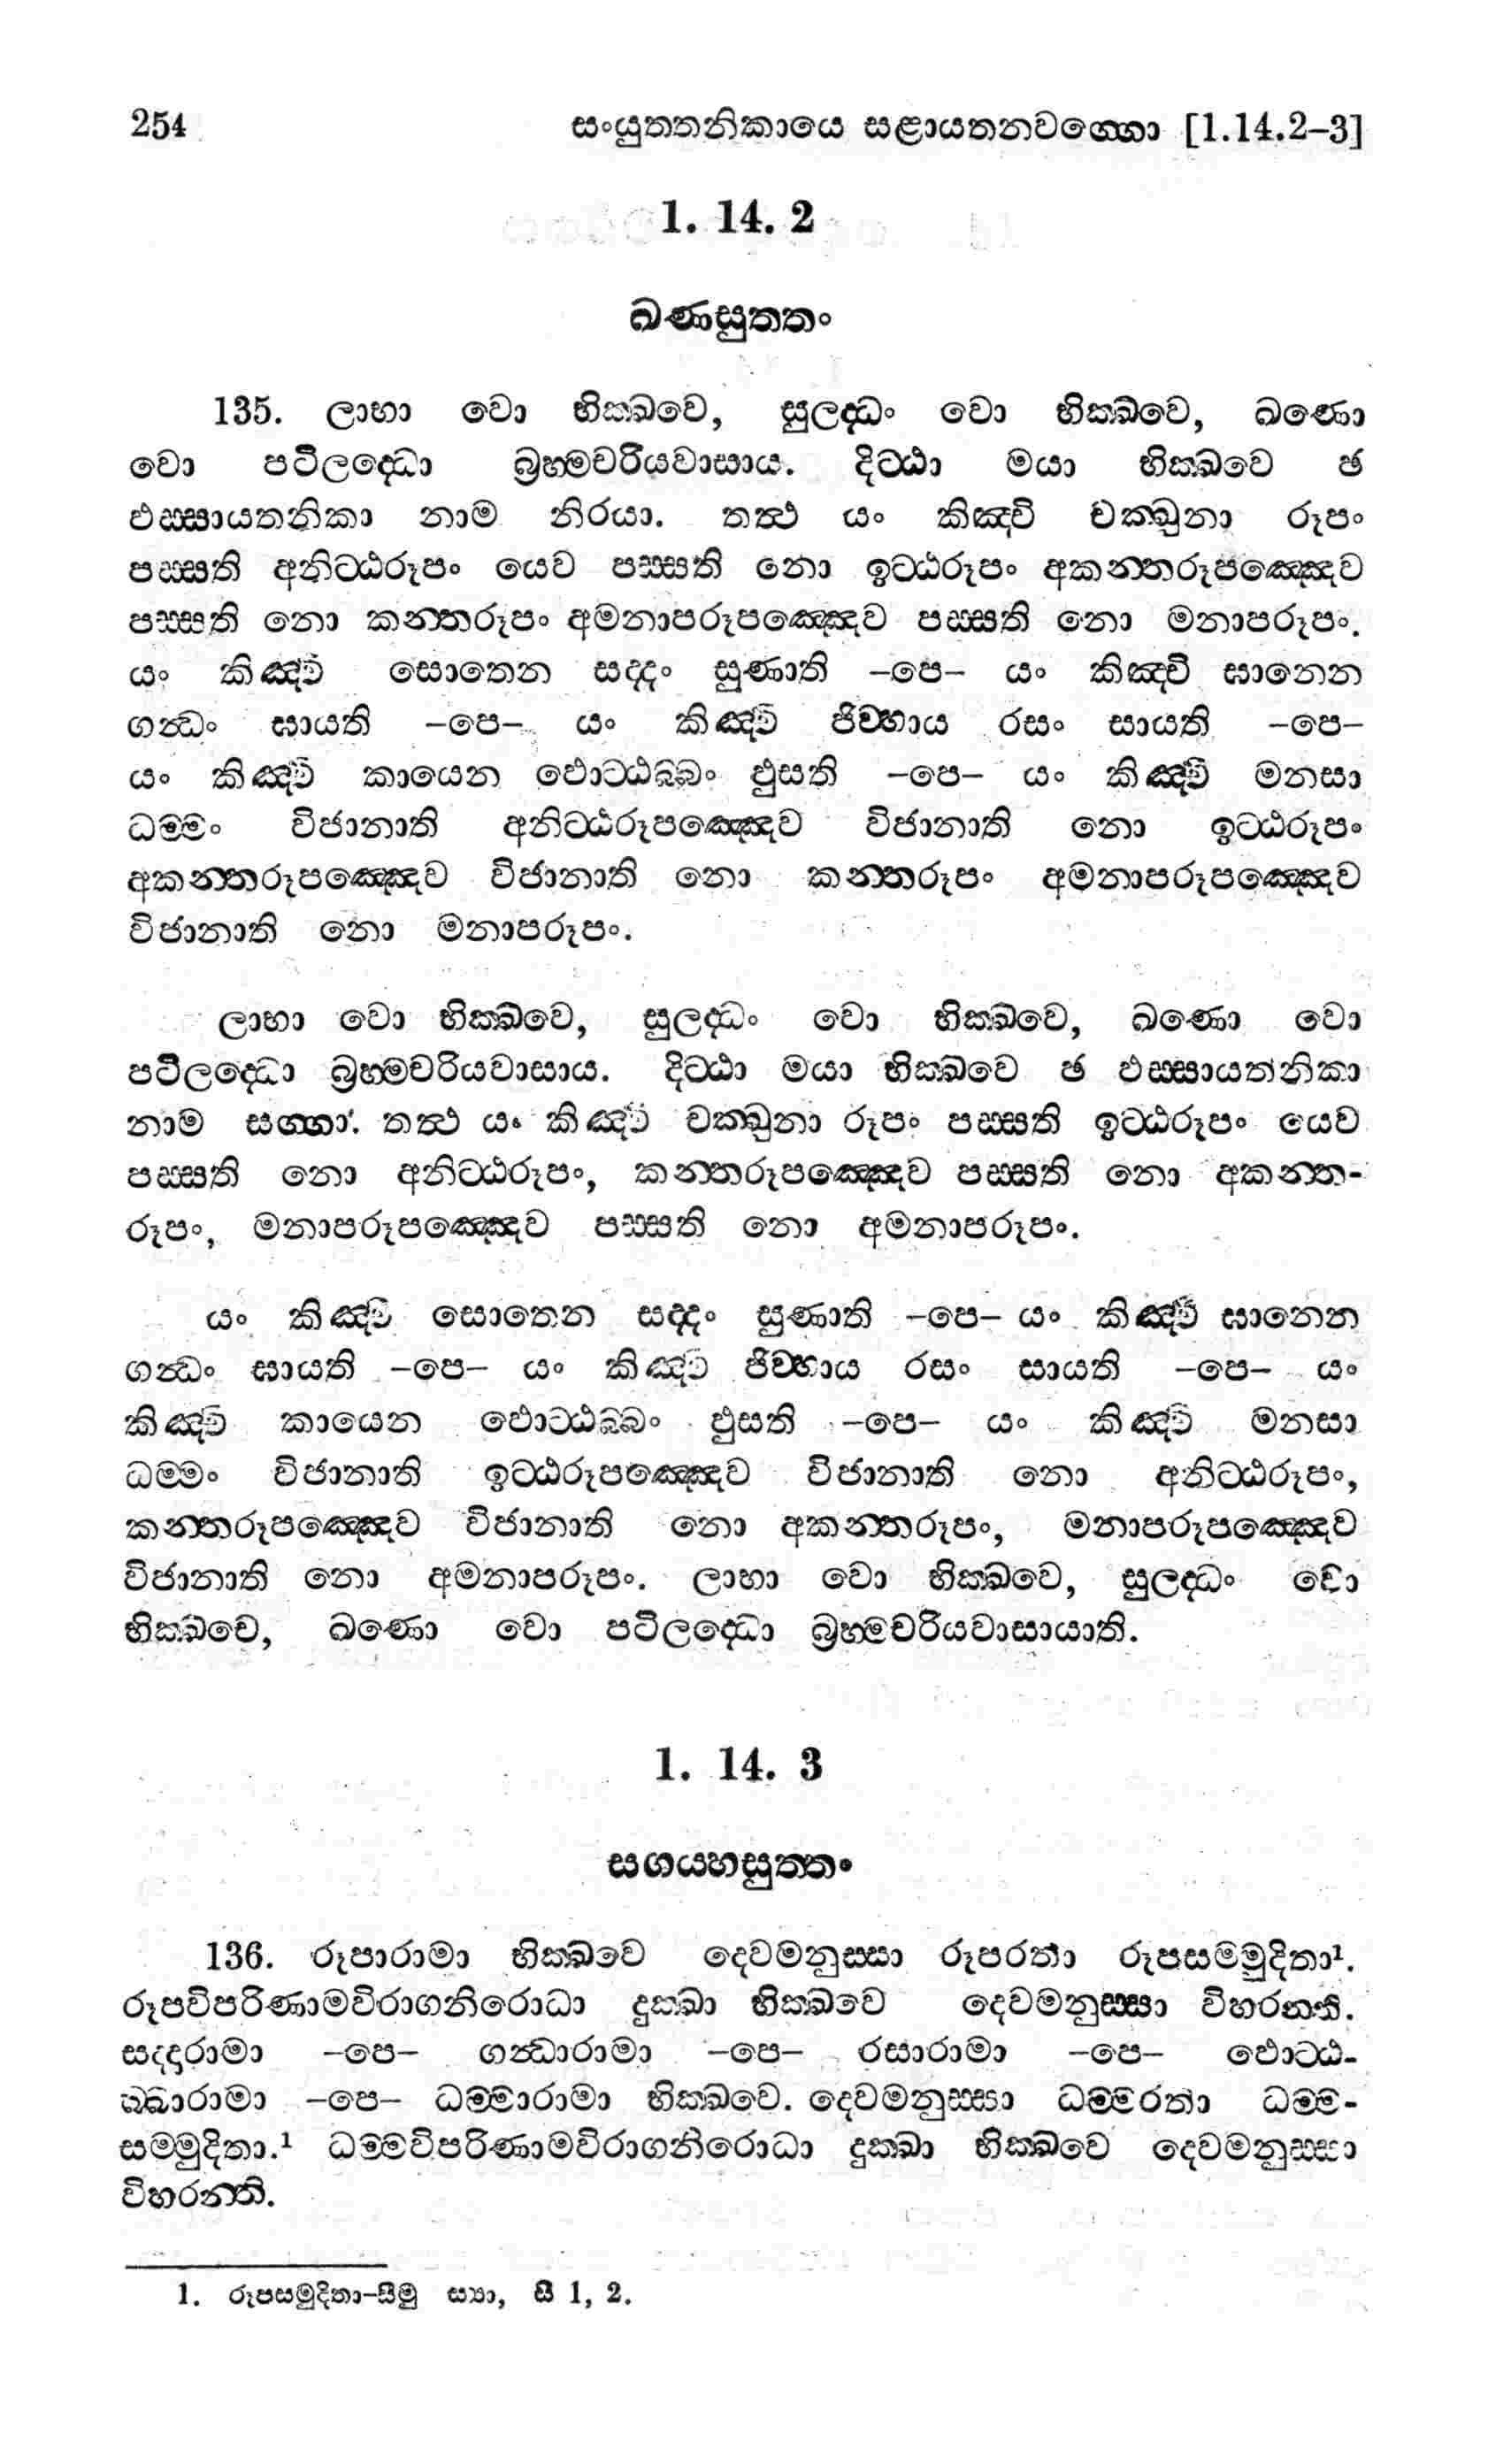 254 සංයුත‍්තනිකායෙ සළායතනවග‍්ගො [1.14.2–3]
1. 14. 2
ඛණසුත‍්තං
135. ලාභා වො භික‍්ඛවෙ, සුලද‍්ධං වො භික‍්ඛවෙ, ඛණො
වො පටිලද‍්ධො බ්‍රහ‍්මචරියවාසාය. දිට‍්ඨා මයා භික‍්ඛවෙ ඡ
ඵස‍්සායතනිකා නාම නිරයා. තත්‍ථ යං කිඤ‍්චි චක‍්ඛුනා රූපං
පස‍්සති අනිට‍්ඨරූපං යෙව පස‍්සති නො ඉට‍්ඨරූපං අකන‍්තරූපඤ‍්ඤෙව
පස‍්සති නො කන‍්තරූපං අමනාපරූපඤ‍්ඤෙව පස‍්සති නො මනාපරූපං.
යං කිඤ‍්චි සොතෙන සද‍්දං සුණාති –පෙ– යං කිඤ‍්චි ඝානෙන
ගන්‍ධං ඝායති –පෙ– යං කිඤ‍්චි ජිව‍්හාය රසං සායති –පෙ–
යං කිඤ‍්චි කායෙන ඵොට‍්ඨබ‍්බං ඵුසති –පෙ– යං කිඤ‍්චි මනසා
ධම‍්මං විජානාති අනිට‍්ඨරූපඤ‍්ඤෙව විජානාති නො ඉට‍්ඨරූපං
අකන‍්තරූපඤ‍්ඤෙව විජානාති නො කන‍්තරූපං අමනාපරූපඤ‍්ඤෙව
විජානාති නො මනාපරූපං.
ලාභා වො භික‍්ඛවෙ, සුලද‍්ධං වො භික‍්ඛවෙ, ඛණො වො
පටිලද‍්ධො බ්‍රහ‍්මචරියවාසාය. දිට‍්ඨා මයා භික‍්ඛවෙ ඡ ඵස‍්සායතනිකා
නාම සග‍්ගා. තත්‍ථ යං කිඤ‍්චි චක‍්ඛුනා රූපං පස‍්සති ඉට‍්ඨරූපං යෙව
පස‍්සති නො අනිට‍්ඨරූපං, කන‍්තරූපඤ‍්ඤෙව පස‍්සති නො අකන‍්ත-
රූපං, මනාපරූපඤ‍්ඤෙව පස‍්සති නො අමනාපරූපං.
යං කිඤ‍්චි සොතෙන සද‍්දං සුණාති –පෙ– යං කිඤ‍්චි ඝානෙන
ගන්‍ධං ඝායති –පෙ– යං කිඤ‍්චි ජිව‍්හාය රසං සායති –පෙ– යං
කිඤ‍්චි කායෙන ඵොට‍්ඨබ‍්බං ඵුසති –පෙ– යං කිඤ‍්චි මනසා
ධම‍්මං විජානාති ඉට‍්ඨරූපඤ‍්ඤෙව විජානාති නො අනිට‍්ඨරූපං,
කන‍්තරූපඤ‍්ඤෙව විජානාති නො අකන‍්තරූපං, මනාපරූපඤ‍්ඤෙව
විජානාති නො අමනාපරූපං. ලාභා වො භික‍්ඛවෙ, සුලද‍්ධං වො
භික‍්ඛවෙ, ඛණො වො පටිලද‍්ධො බ්‍රහ‍්මචරියවාසායාති.
1. 14. 3
සගය‍හසුත‍්තං
136. රූපාරාමා භික‍්ඛවෙ දෙවමනුස‍්සා රූපරතා රූපසම‍්මුදිතා¹.
රූපවිපරිණාමවිරාගනිරොධා දුක‍්ඛා භික‍්ඛවෙ දෙවමනුස‍්සා විහරන‍්ති.
සද‍්දාරාමා –පෙ– ගන්‍ධාරාමා –පෙ– රසාරාමා –පෙ– ඵොට‍්ඨ-
බ‍්බාරාමා –පෙ– ධම‍්මාරාමා භික‍්ඛවෙ. දෙවමනුස‍්සා ධම‍්මරතා ධම‍්ම-
සම‍්මුදිතා.¹ ධම‍්මවිපරිණාමවිරාගනිරොධා දුක‍්ඛා භික‍්ඛවෙ දෙවමනුස‍්සා
විහරන‍්ති.
1. රූපසමුදිතා–සීමු ස්‍යා, සී 1, 2.